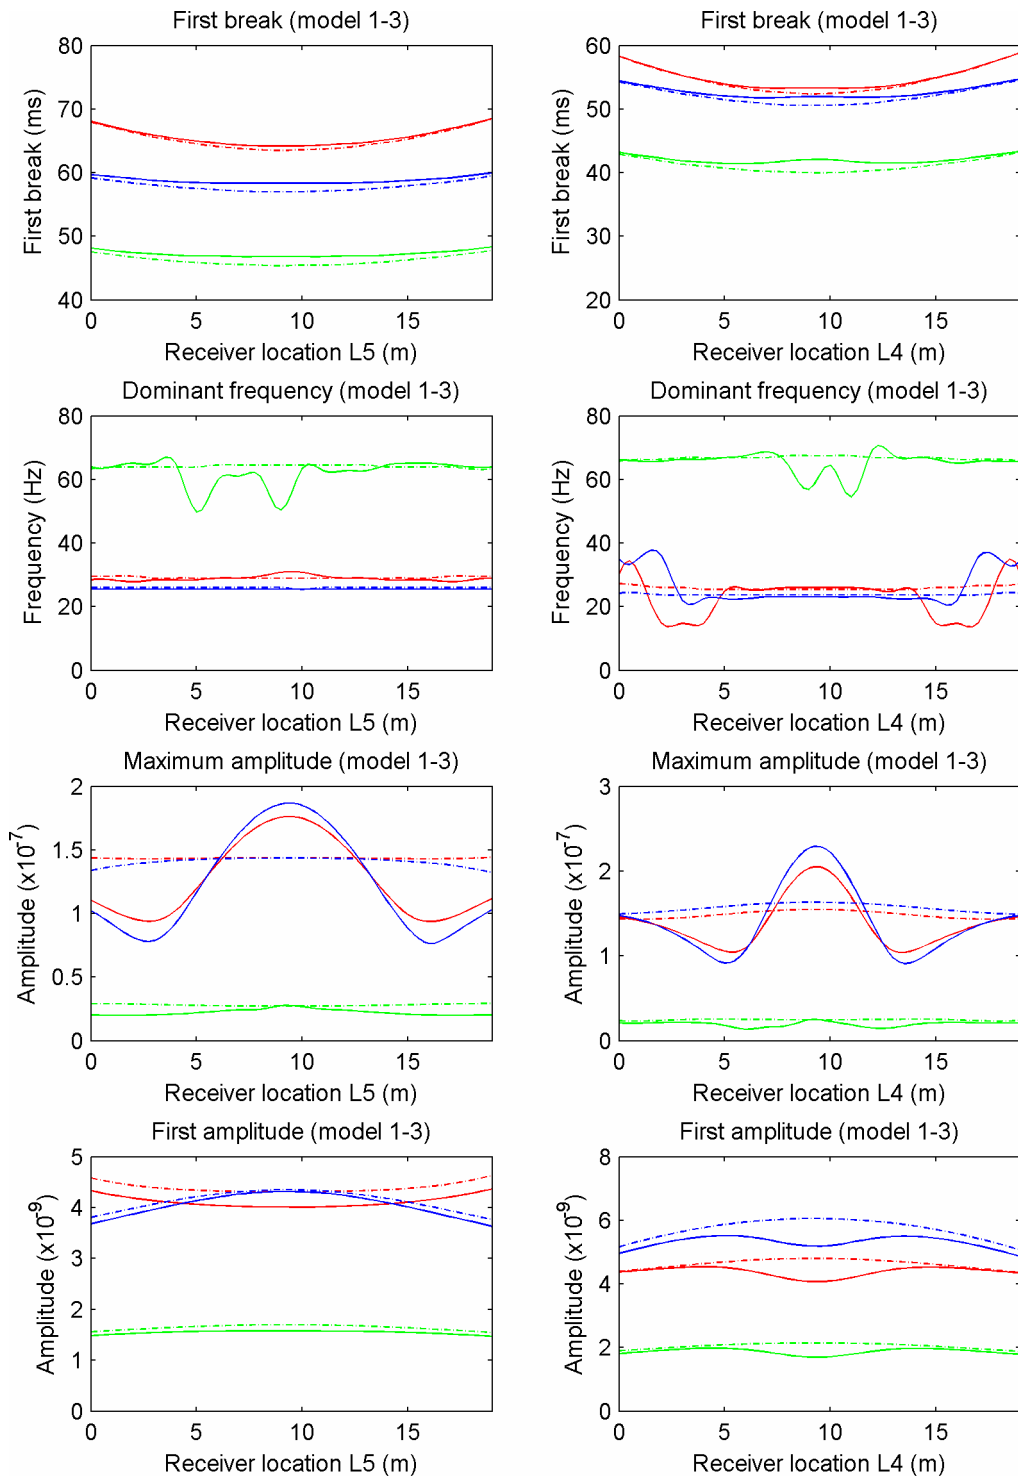 First break (model 1-3)
80
70
60
50
40
First break (ms)
0 5 10 15
Receiver location L5 (m)
First break (model 1-3)
60
50
40
30
20
First break (ms)
0 5 10 15
Receiver location L4 (m)
Dominant frequency (model 1-3)
80
60
40
20
0
Frequency (Hz)
0 5 10 15
Receiver location L5 (m)
Dominant frequency (model 1-3)
80
60
40
20
0
Frequency (Hz)
0 5 10 15
Receiver location L4 (m)
Maximum amplitude (model 1-3)
2
1.5
1
0.5
0
Amplitude (x10⁻⁷)
0 5 10 15
Receiver location L5 (m)
Maximum amplitude (model 1-3)
3
2
1
0
Amplitude (x10⁻⁷)
0 5 10 15
Receiver location L4 (m)
First amplitude (model 1-3)
5
4
3
2
1
0
Amplitude (x10⁻⁹)
0 5 10 15
Receiver location L5 (m)
First amplitude (model 1-3)
8
6
4
2
0
Amplitude (x10⁻⁹)
0 5 10 15
Receiver location L4 (m)